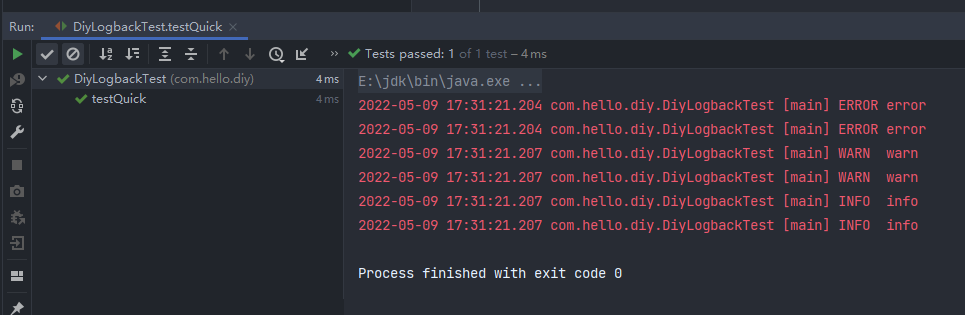 Run: DiyLogbackTest.testQuick ×
» Tests passed: 1 of 1 test – 4 ms
DiyLogbackTest (com.hello.diy) 4 ms
testQuick 4 ms
E:\jdk\bin\java.exe ...
2022-05-09 17:31:21.204 com.hello.diy.DiyLogbackTest [main] ERROR error
2022-05-09 17:31:21.204 com.hello.diy.DiyLogbackTest [main] ERROR error
2022-05-09 17:31:21.207 com.hello.diy.DiyLogbackTest [main] WARN  warn
2022-05-09 17:31:21.207 com.hello.diy.DiyLogbackTest [main] WARN  warn
2022-05-09 17:31:21.207 com.hello.diy.DiyLogbackTest [main] INFO  info
2022-05-09 17:31:21.207 com.hello.diy.DiyLogbackTest [main] INFO  info
Process finished with exit code 0